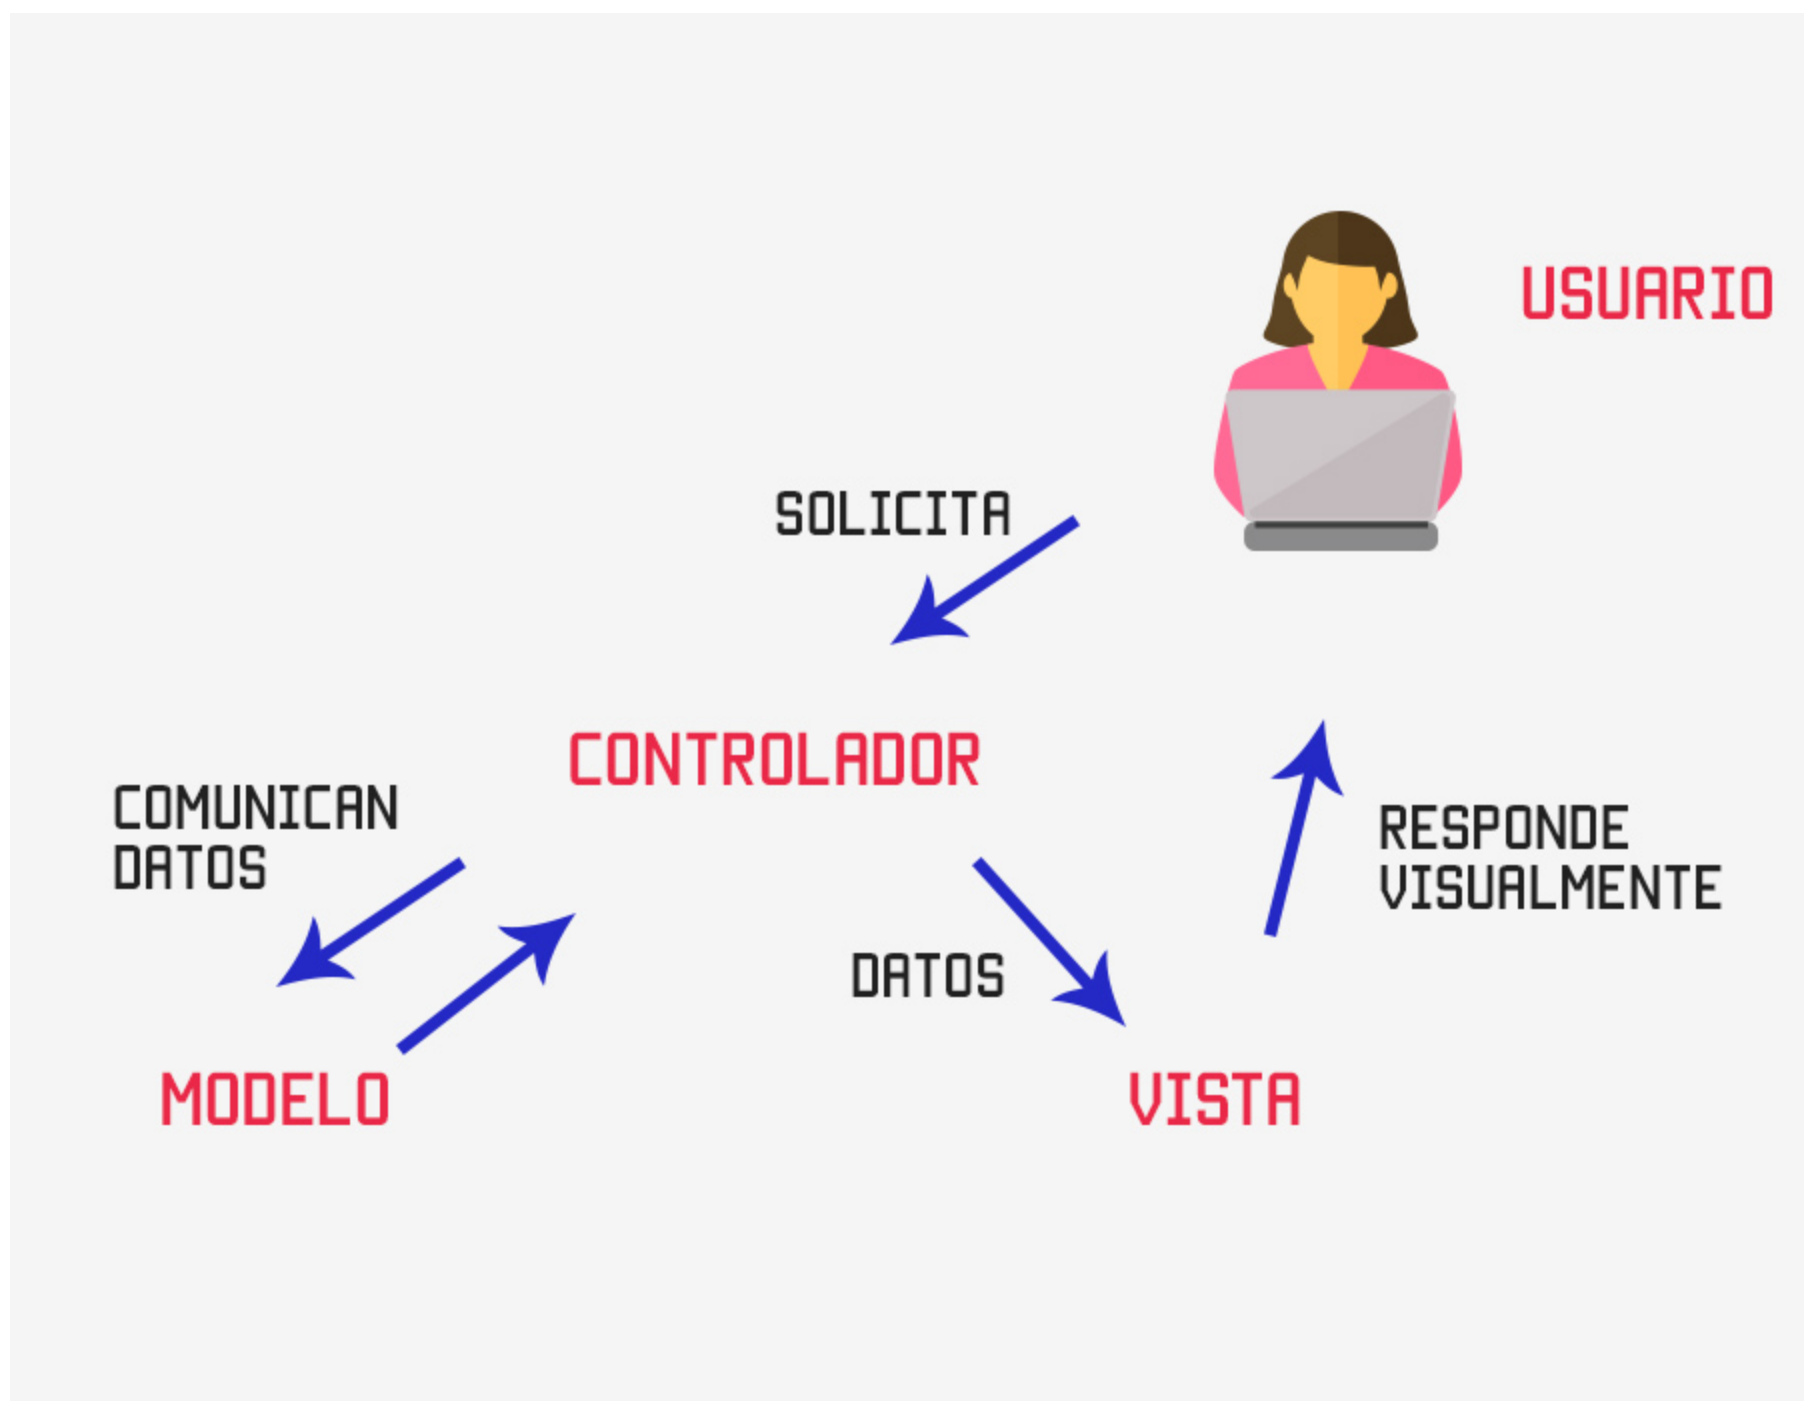 USUARIO
SOLICITA
CONTROLADOR
COMUNICAN
DATOS
RESPONDE
VISUALMENTE
DATOS
MODELO
VISTA